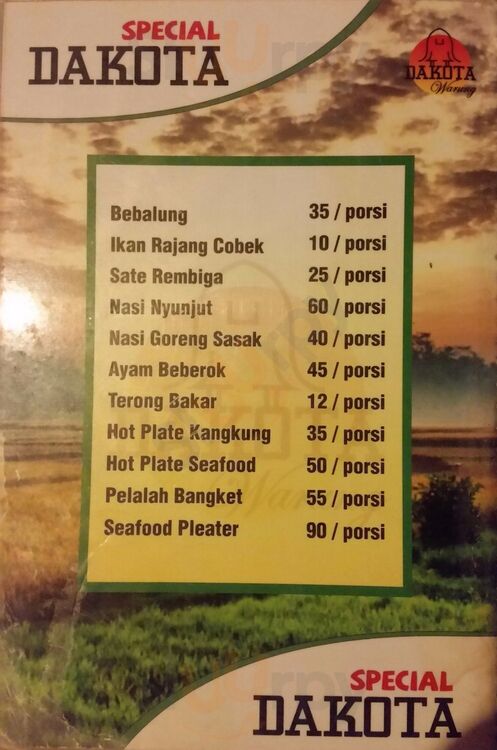 SPECIAL
DAKOTA
DAKOTA
Warung
Bebalung 35 / porsi
Ikan Rajang Cobek 10 / porsi
Sate Rembiga 25 / porsi
Nasi Nyunjut 60 / porsi
Nasi Goreng Sasak 40 / porsi
Ayam Beberok 45 / porsi
Terong Bakar 12 / porsi
Hot Plate Kangkung 35 / porsi
Hot Plate Seafood 50 / porsi
Pelalah Bangket 55 / porsi
Seafood Pleater 90 / porsi
SPECIAL
DAKOTA